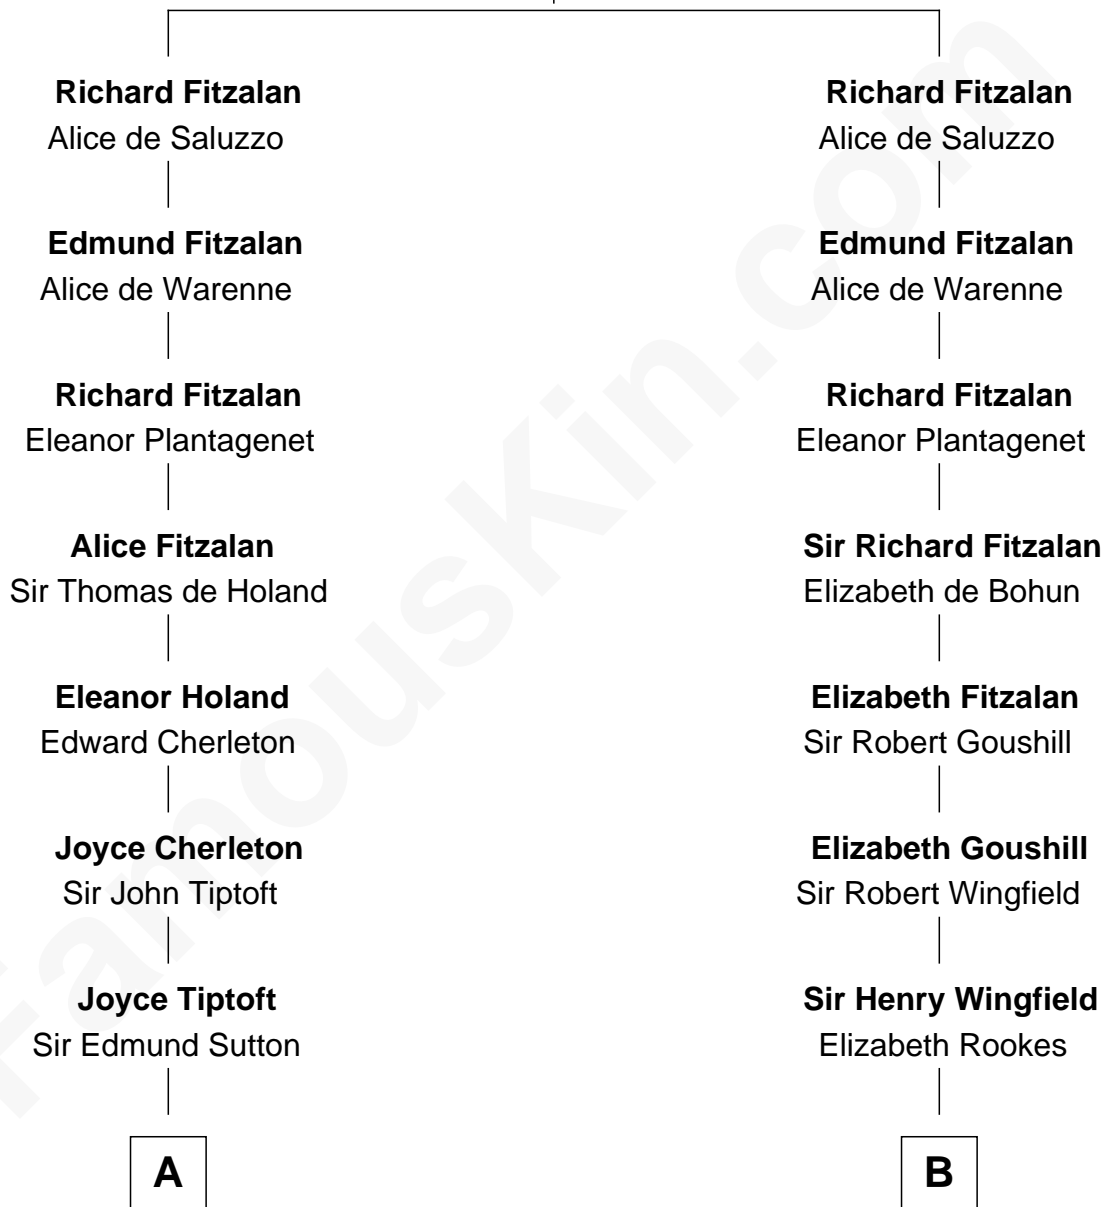 Richard Fitzalan
Alice de Saluzzo
Edmund Fitzalan
Alice de Warenne
Richard Fitzalan
Eleanor Plantagenet
Alice Fitzalan
Sir Thomas de Holand
Eleanor Holand
Edward Cherleton
Joyce Cherleton
Sir John Tiptoft
Joyce Tiptoft
Sir Edmund Sutton
A
Richard Fitzalan
Alice de Saluzzo
Edmund Fitzalan
Alice de Warenne
Richard Fitzalan
Eleanor Plantagenet
Sir Richard Fitzalan
Elizabeth de Bohun
Elizabeth Fitzalan
Sir Robert Goushill
Elizabeth Goushill
Sir Robert Wingfield
Sir Henry Wingfield
Elizabeth Rookes
B
FamousKin.com